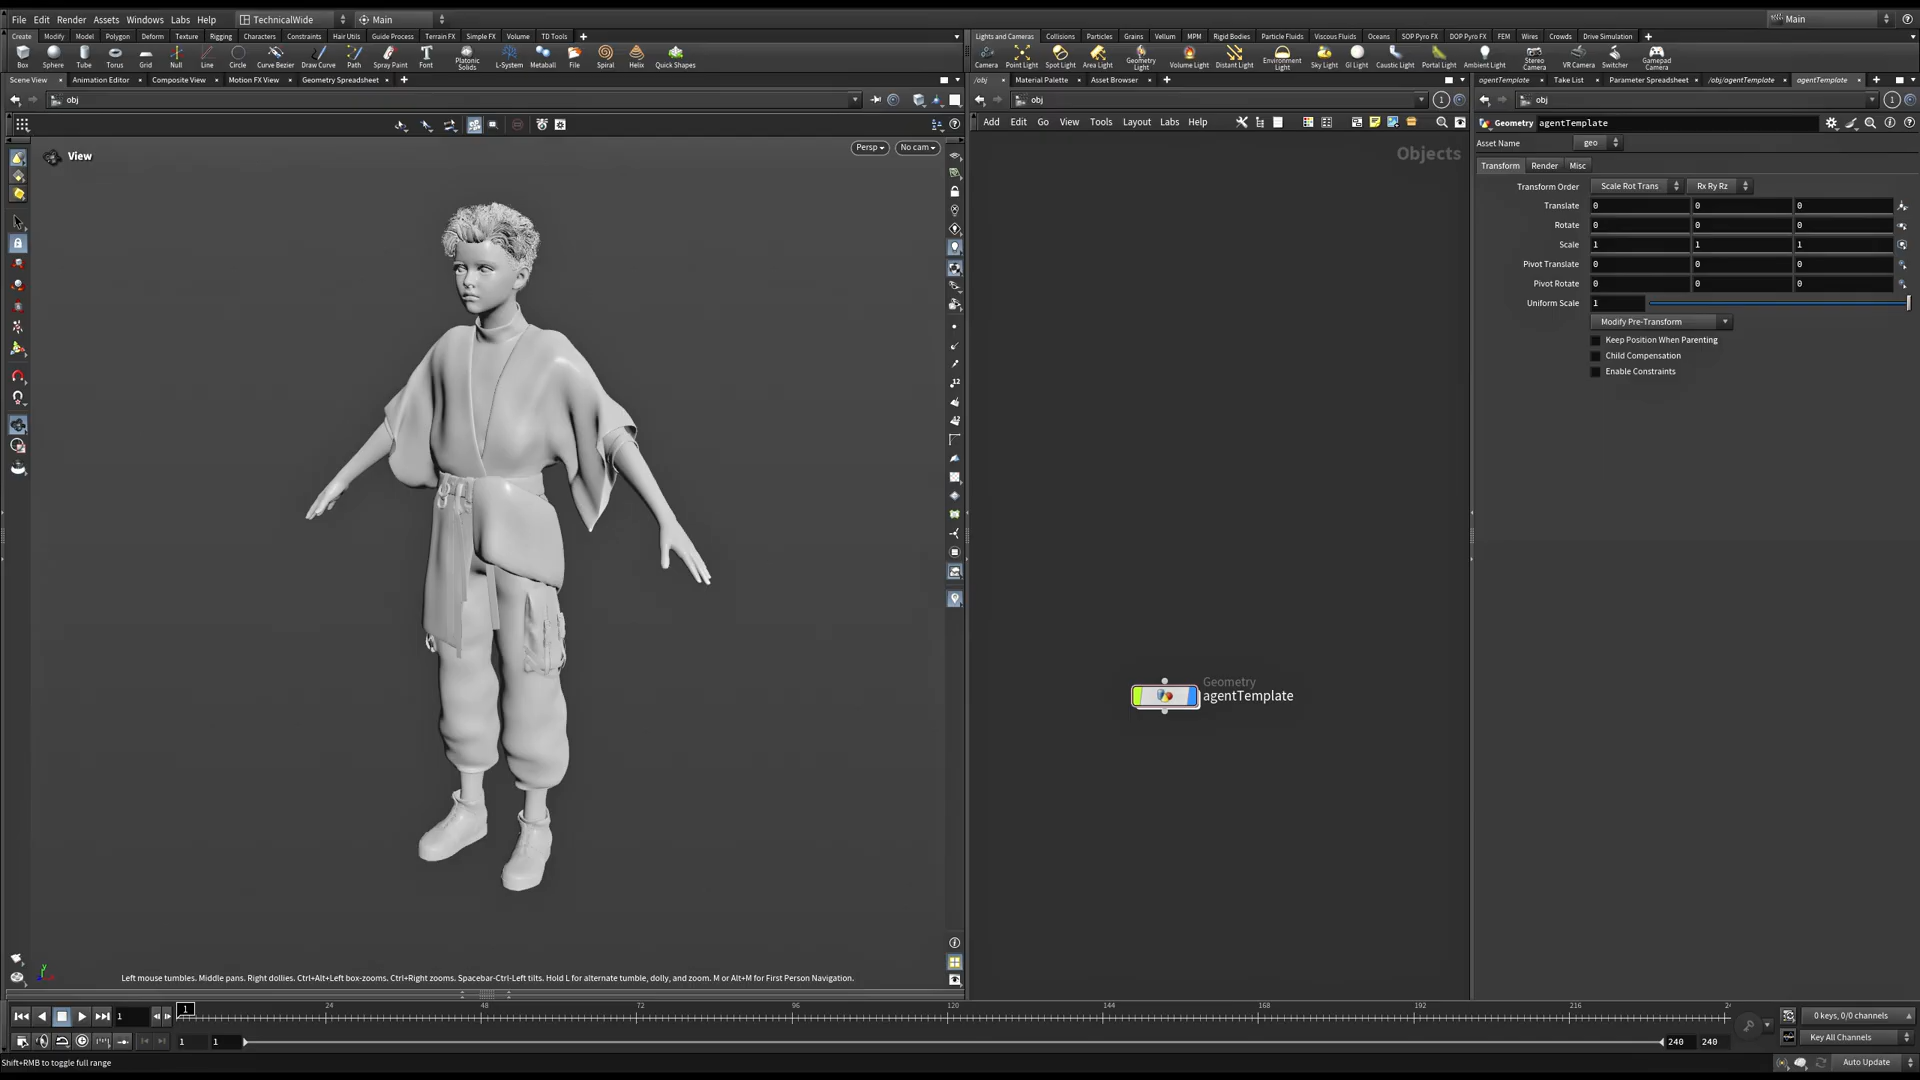 File Edit Render Assets Windows Labs Help TechnicalWide Main Main
Create Modify Model Polygon Deform Texture Rigging Characters Constraints Hair Utils Guide Process Terrain FX Simple FX Volume TD Tools
Box Sphere Tube Torus Grid Null Line Circle Curve Bezier Draw Curve Path Spray Paint Font Platonic Solids L-System Metaball File Spiral Helix Quick Shapes
Lights and Cameras Collisions Particles Grains Vellum MPM Rigid Bodies Particle Fluids Viscous Fluids Oceans SOP Pyro FX DOP Pyro FX FEM Wires Crowds Drive Simulation
Camera Point Light Spot Light Area Light Geometry Light Volume Light Distant Light Environment Light Sky Light GI Light Caustic Light Portal Light Ambient Light Stereo Camera VR Camera Switcher Gamepad Camera
Scene View Animation Editor Composite View Motion FX View Geometry Spreadsheet
/obj Material Palette Asset Browser
agentTemplate Take List Parameter Spreadsheet /obj/agentTemplate agentTemplate
obj
obj 1
obj 1
Add Edit Go View Tools Layout Labs Help
Geometry agentTemplate
Asset Name geo
View
Persp No cam
Objects
Transform Render Misc
Transform Order Scale Rot Trans Rx Ry Rz
Translate 0 0 0
Rotate 0 0 0
Scale 1 1 1
Pivot Translate 0 0 0
Pivot Rotate 0 0 0
Uniform Scale 1
Modify Pre-Transform
Keep Position When Parenting
Child Compensation
Enable Constraints
12
Geometry
agentTemplate
Left mouse tumbles. Middle pans. Right dollies. Ctrl+Alt+Left box-zooms. Ctrl+Right zooms. Spacebar-Ctrl-Left tilts. Hold L for alternate tumble, dolly, and zoom. M or Alt+M for First Person Navigation.
1 1 24 48 72 96 120 144 168 192 216
0 keys, 0/0 channels
1 1 240 240
Key All Channels
Shift+RMB to toggle full range
Auto Update